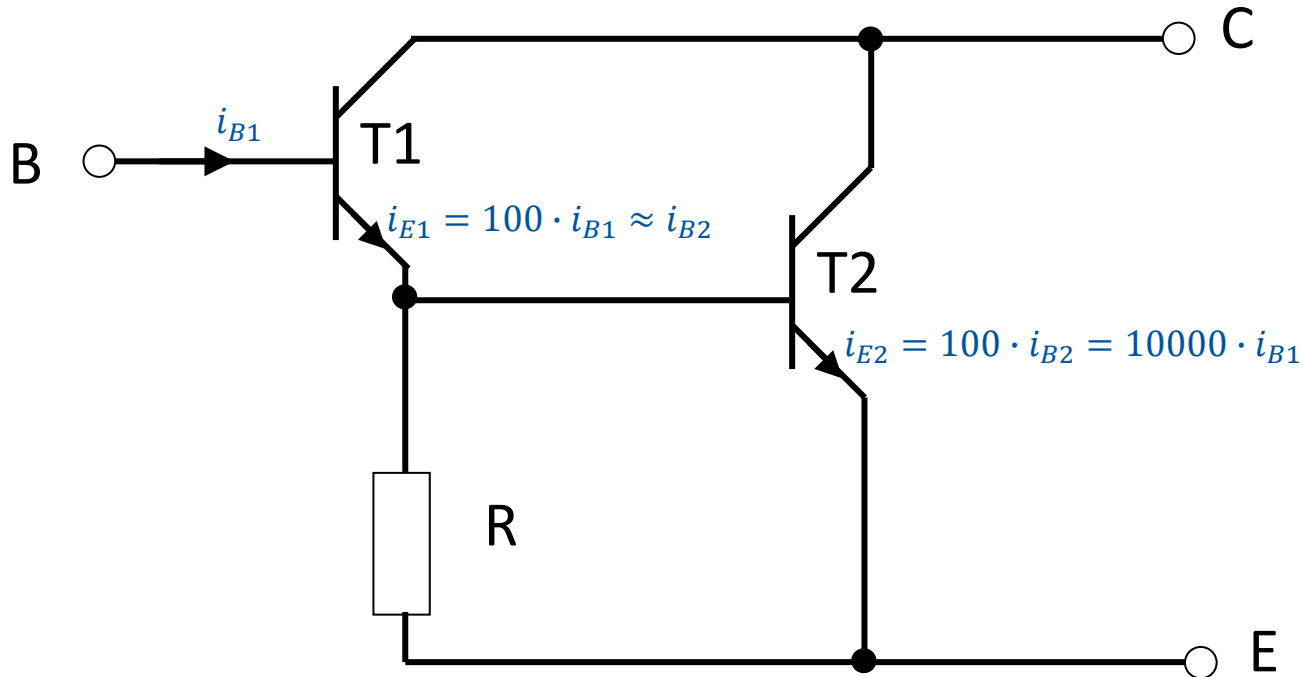 C
i_{B1}
T1
B
i_{E1} = 100 · i_{B1} ≈ i_{B2}
T2
i_{E2} = 100 · i_{B2} = 10000 · i_{B1}
R
E